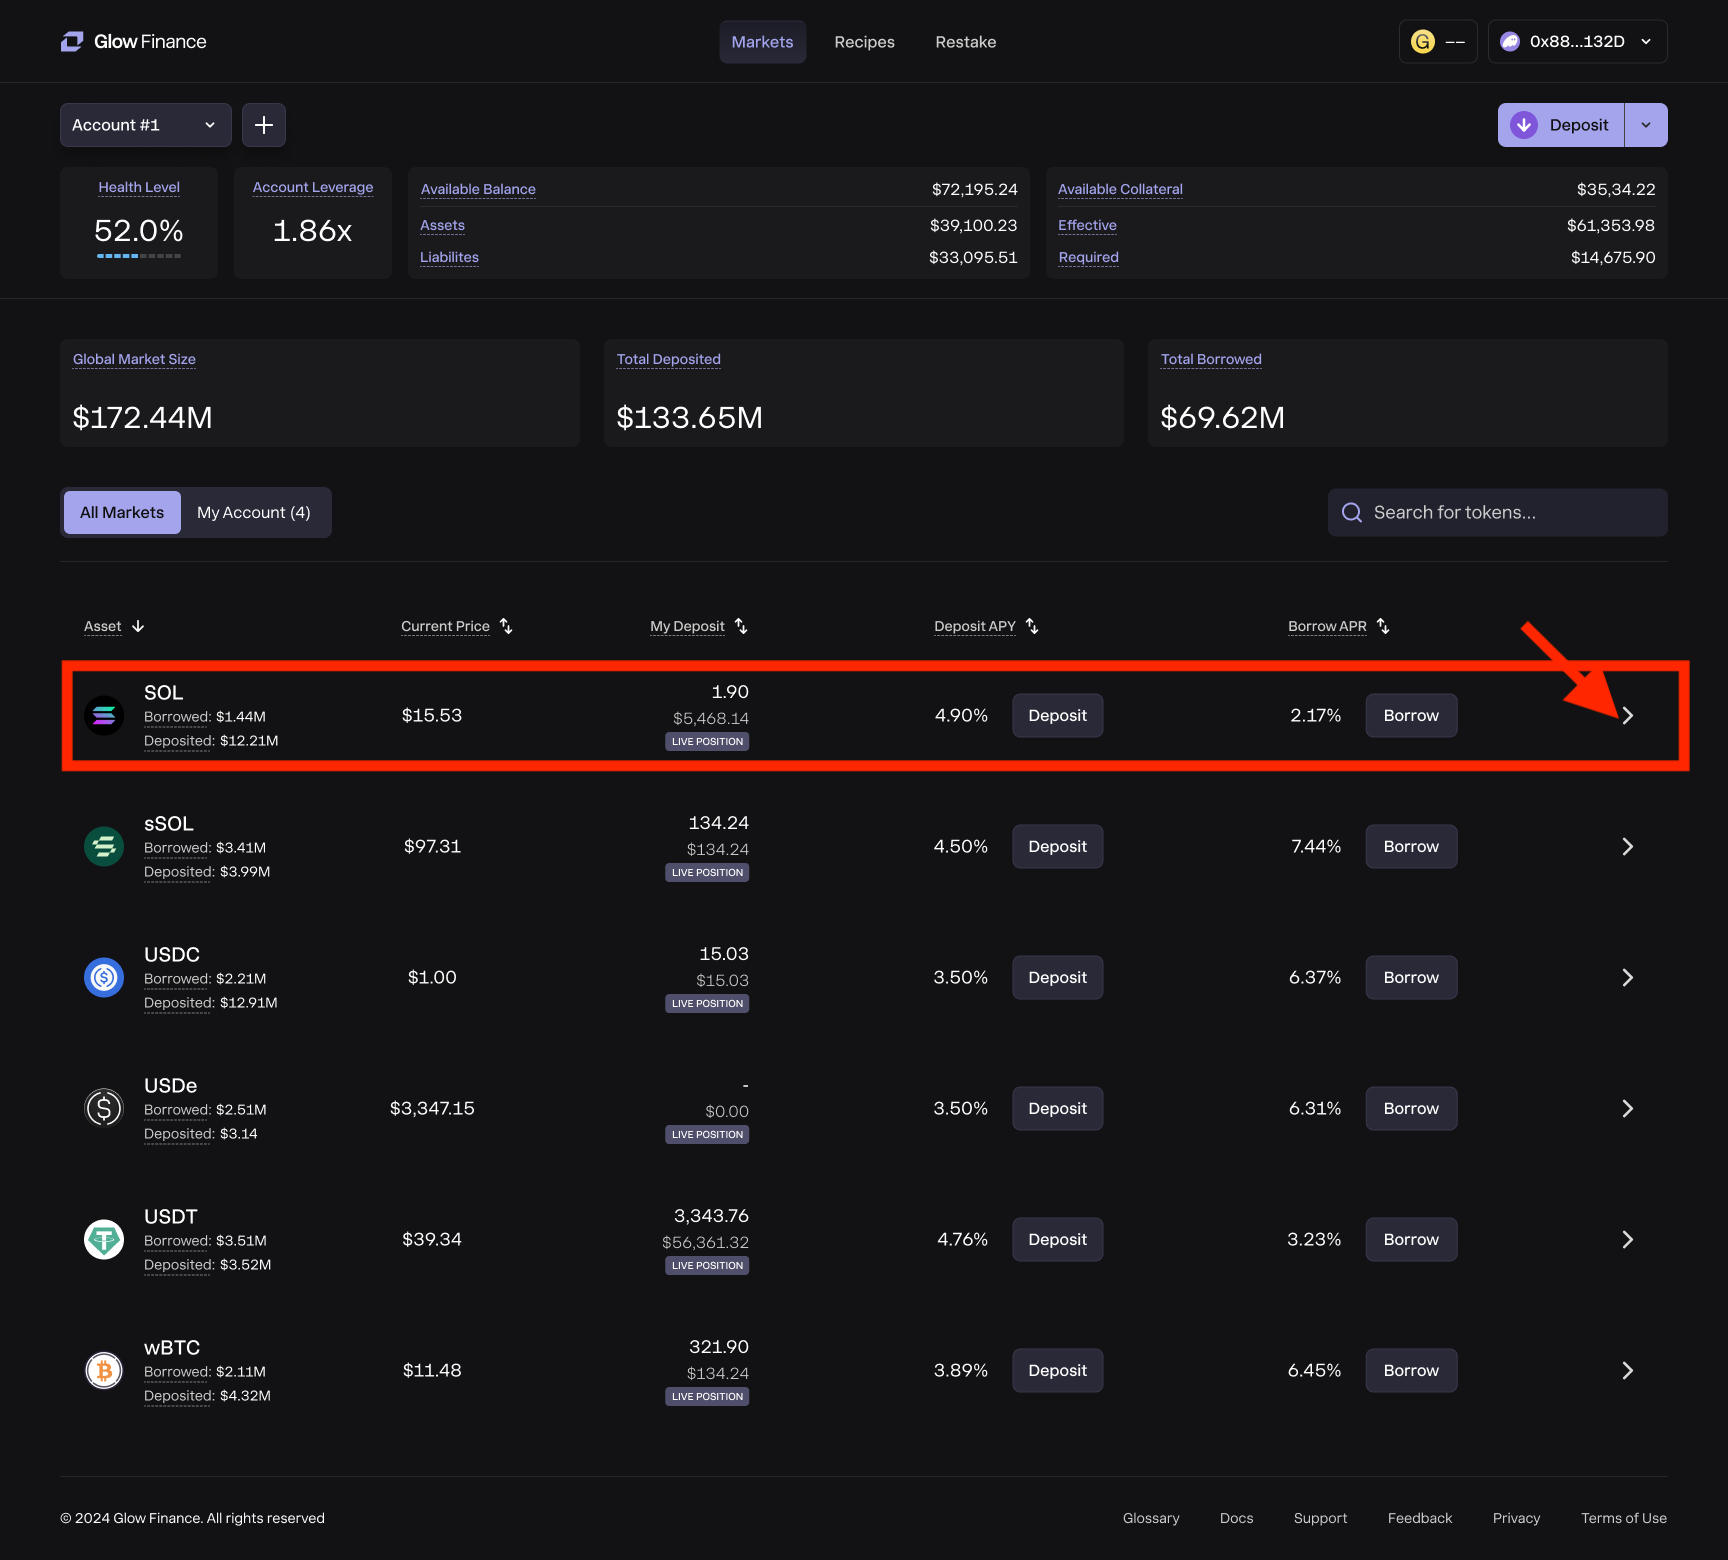 Glow Finance
Markets
Recipes
Restake
G --
0x88...132D
Account #1
Deposit
Health Level
52.0%
Account Leverage
1.86x
Available Balance $72,195.24
Assets $39,100.23
Liabilites $33,095.51
Available Collateral $35,34.22
Effective $61,353.98
Required $14,675.90
Global Market Size
$172.44M
Total Deposited
$133.65M
Total Borrowed
$69.62M
All Markets
My Account (4)
Search for tokens...
Asset Current Price My Deposit Deposit APY Borrow APR
SOL
Borrowed: $1.44M
Deposited: $12.21M
$15.53
1.90
$5,468.14
LIVE POSITION
4.90% Deposit
2.17% Borrow
sSOL
Borrowed: $3.41M
Deposited: $3.99M
$97.31
134.24
$134.24
LIVE POSITION
4.50% Deposit
7.44% Borrow
USDC
Borrowed: $2.21M
Deposited: $12.91M
$1.00
15.03
$15.03
LIVE POSITION
3.50% Deposit
6.37% Borrow
USDe
Borrowed: $2.51M
Deposited: $3.14
$3,347.15
-
$0.00
LIVE POSITION
3.50% Deposit
6.31% Borrow
USDT
Borrowed: $3.51M
Deposited: $3.52M
$39.34
3,343.76
$56,361.32
LIVE POSITION
4.76% Deposit
3.23% Borrow
wBTC
Borrowed: $2.11M
Deposited: $4.32M
$11.48
321.90
$134.24
LIVE POSITION
3.89% Deposit
6.45% Borrow
© 2024 Glow Finance. All rights reserved
Glossary Docs Support Feedback Privacy Terms of Use